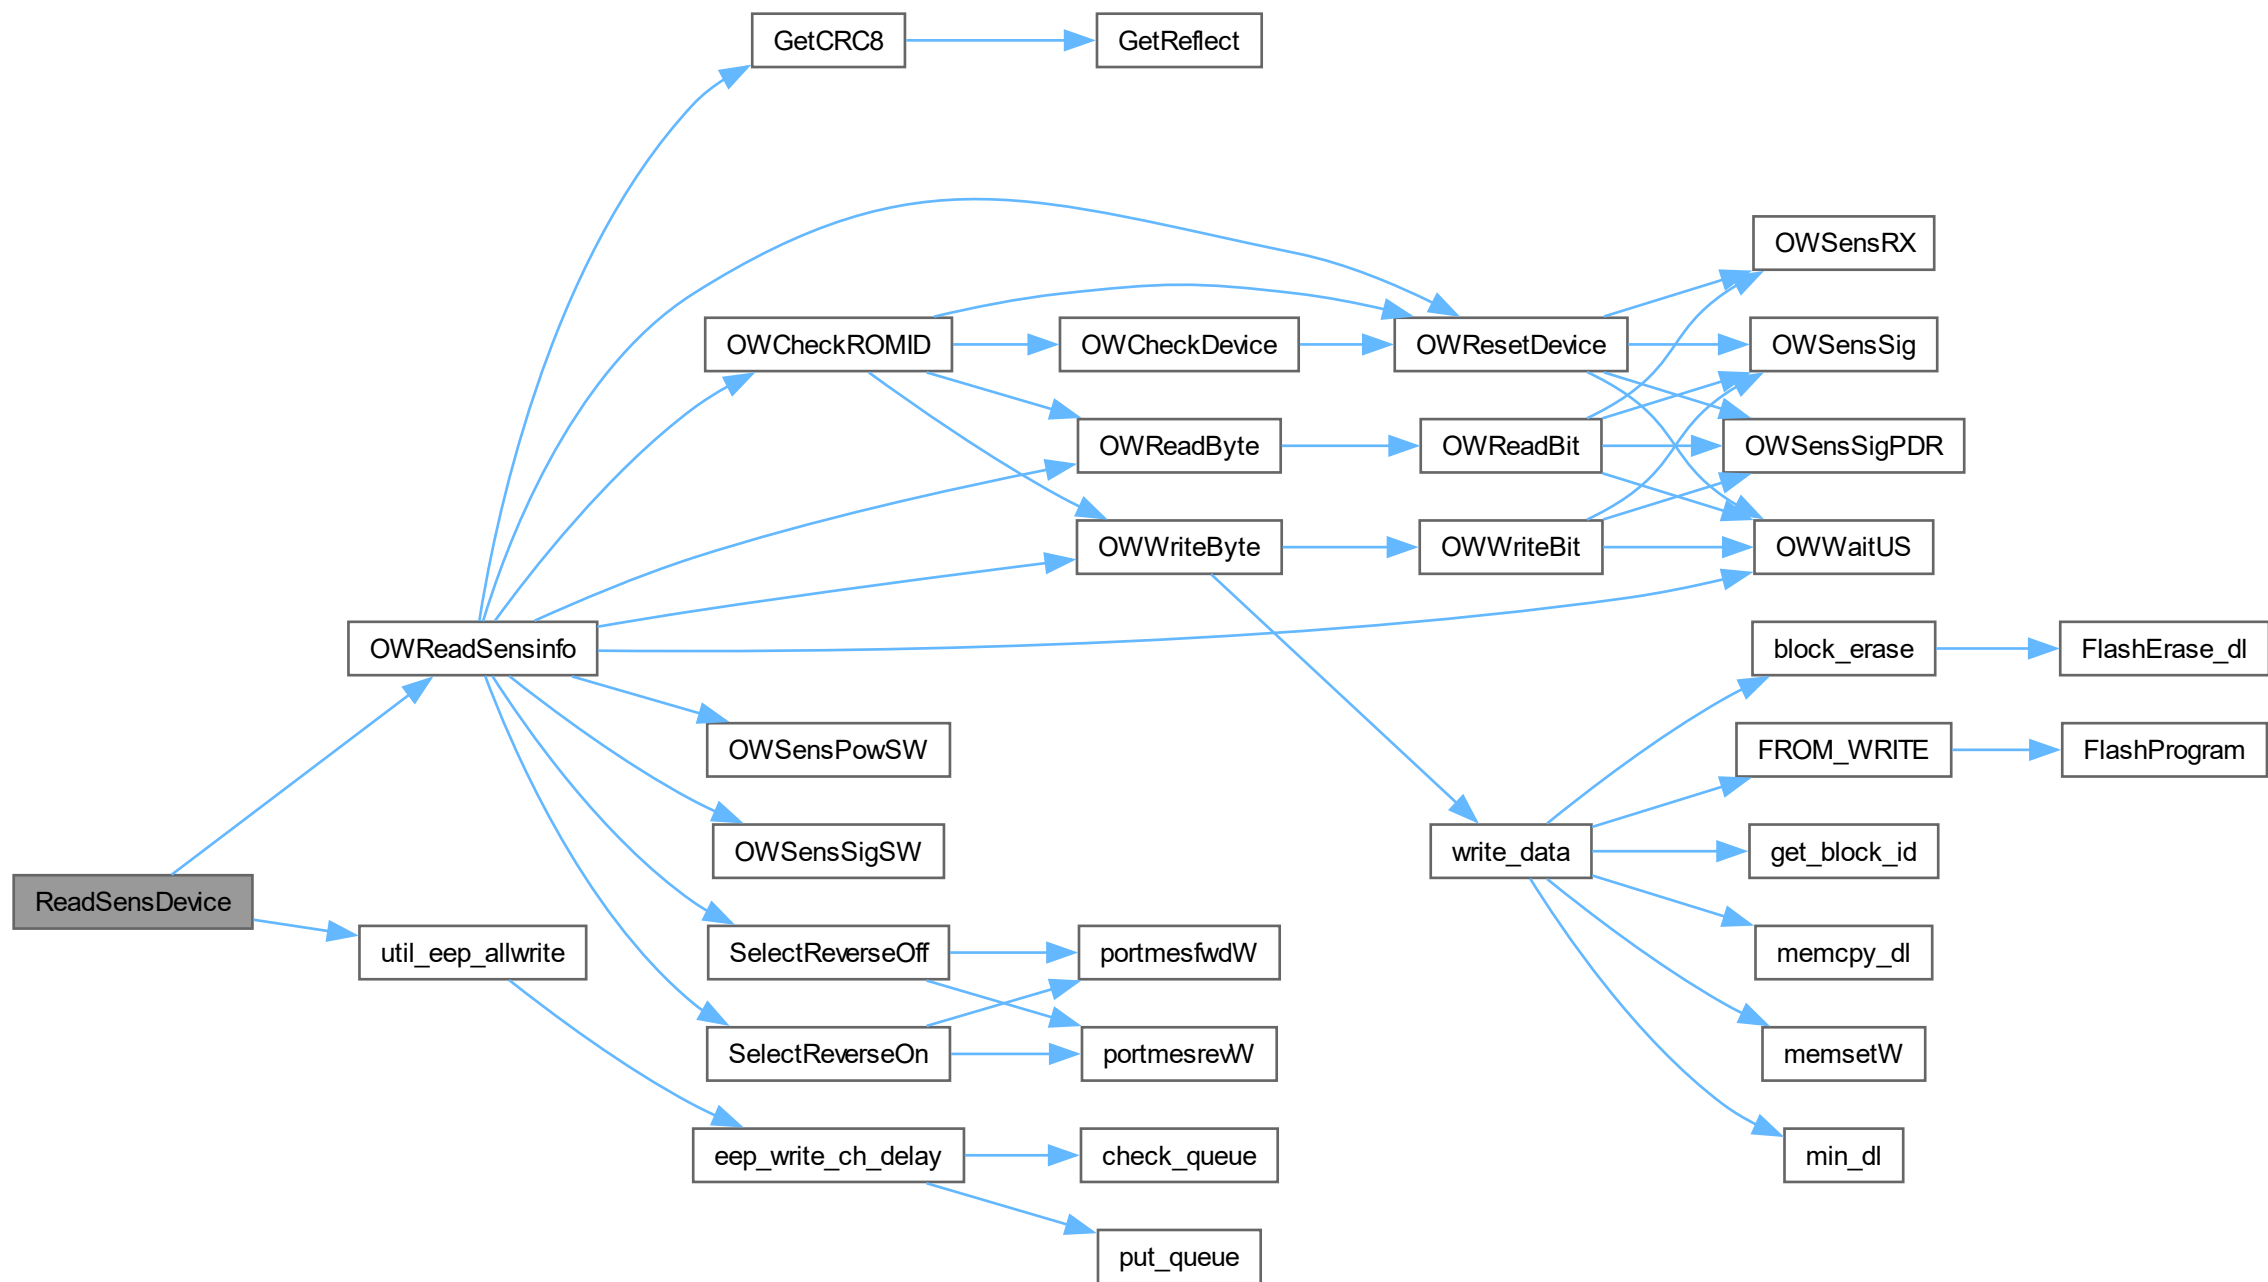 GetCRC8
GetReflect
OWSensRX
OWCheckROMID
OWCheckDevice
OWResetDevice
OWSensSig
OWReadByte
OWReadBit
OWSensSigPDR
OWWriteByte
OWWriteBit
OWWaitUS
OWReadSensinfo
block_erase
FlashErase_dl
OWSensPowSW
FROM_WRITE
FlashProgram
OWSensSigSW
write_data
get_block_id
ReadSensDevice
util_eep_allwrite
SelectReverseOff
portmesfwdW
memcpy_dl
SelectReverseOn
portmesrevW
memsetW
eep_write_ch_delay
check_queue
min_dl
put_queue